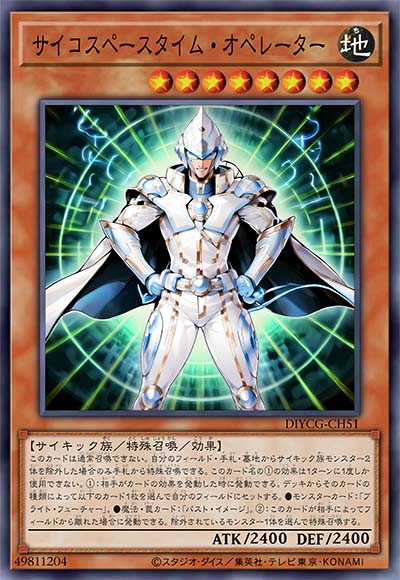 サイコスペースタイム・オペレーター
地
DIYCG-CH51
【サイキック族／特殊召喚／効果】
このカードは通常召喚できない。自分のフィールド・手札・墓地からサイキック族モンスター2
体を除外した場合のみ手札から特殊召喚できる。このカード名の①の効果は1ターンに1度しか
使用できない。①：相手がカードの効果を発動した時に発動できる。デッキからそのカードの
種類によって以下のカード1枚を選んで自分のフィールドにセットする。●モンスターカード：「ブ
ライト・フューチャー」。●魔法・罠カード：「パスト・イメージ」。②：このカードが相手によって
フィールドから離れた場合に発動できる。除外されているモンスター1体を選んで特殊召喚する。
ATK/2400 DEF/2400
49811204
©スタジオ・ダイス／集英社・テレビ東京・KONAMI